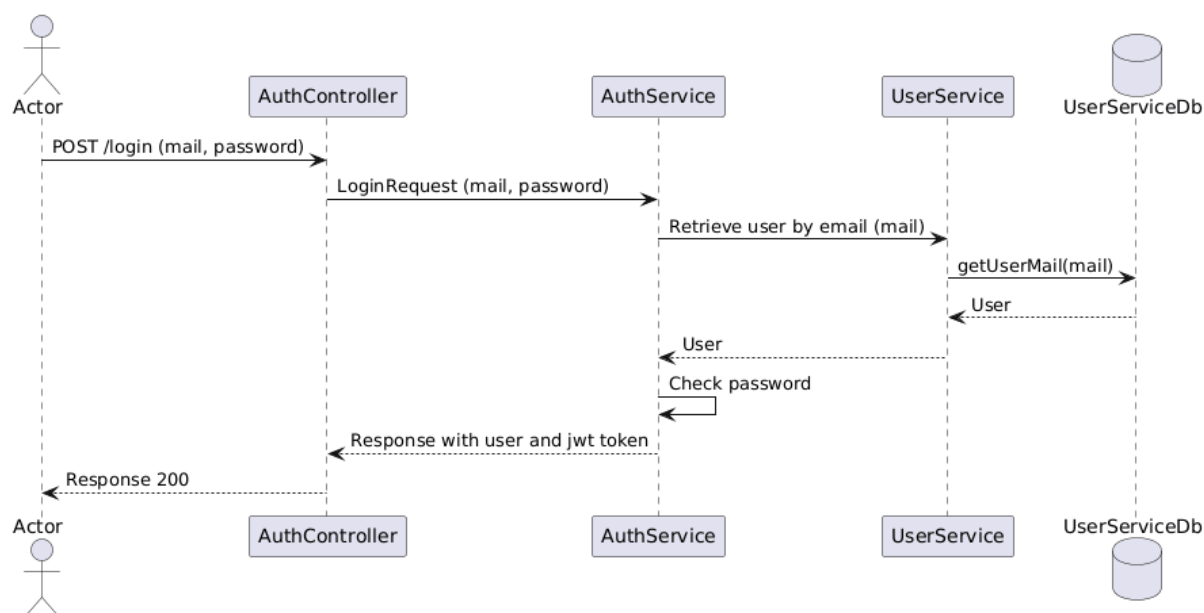 Actor
AuthController
AuthService
UserService
UserServiceDb
POST /login (mail, password)
LoginRequest (mail, password)
Retrieve user by email (mail)
getUserMail(mail)
User
User
Check password
Response with user and jwt token
Response 200
Actor
AuthController
AuthService
UserService
UserServiceDb